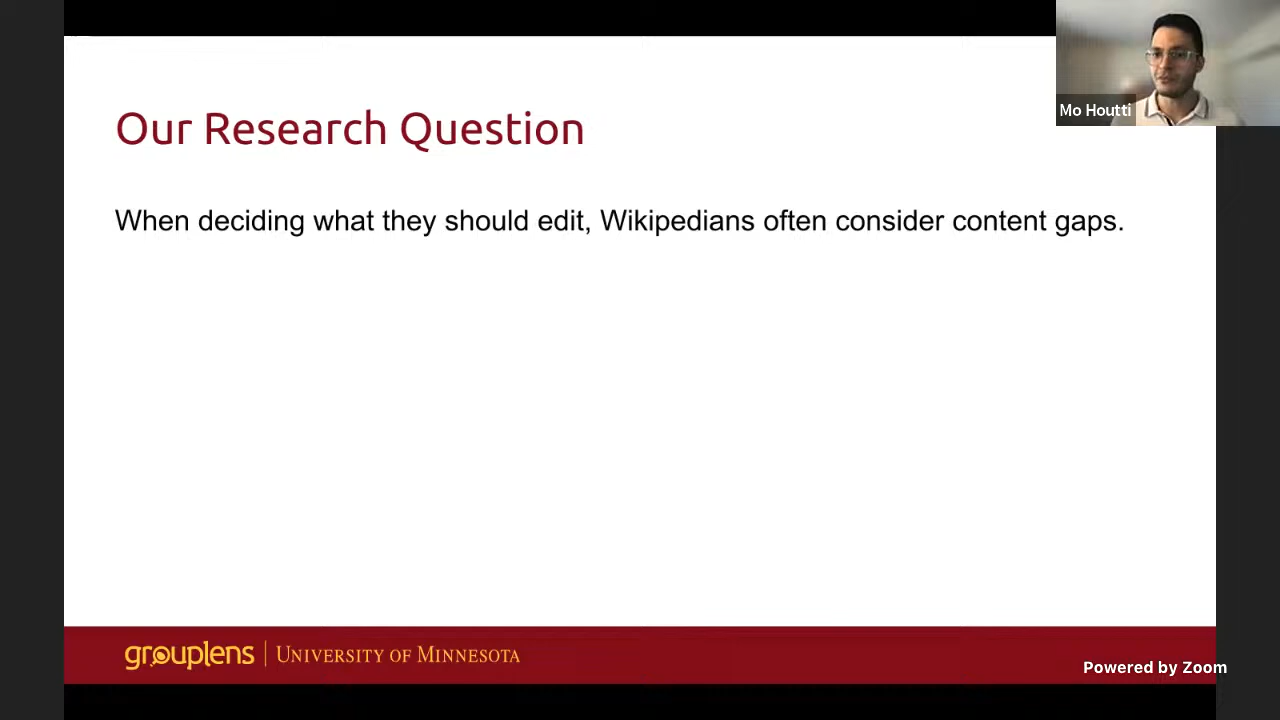 Our Research Question
When deciding what they should edit, Wikipedians often consider content gaps.
Mo Houtti
grouplens | UNIVERSITY OF MINNESOTA
Powered by Zoom